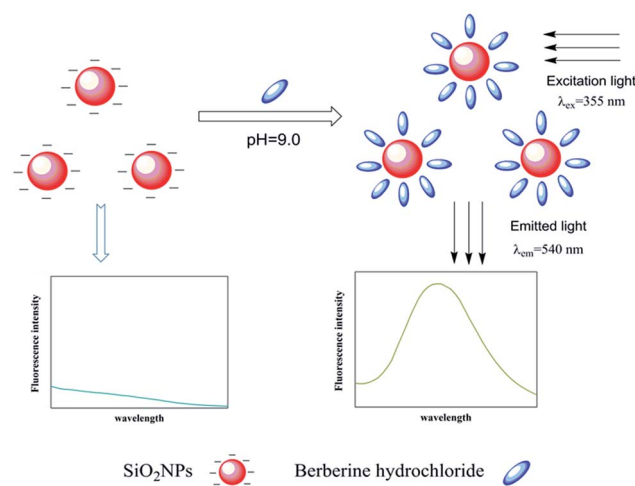 Excitation light
λex=355 nm
pH=9.0
Emitted light
λem=540 nm
Fluorescence intensity
wavelength
Fluorescence intensity
wavelength
SiO2NPs
Berberine hydrochloride